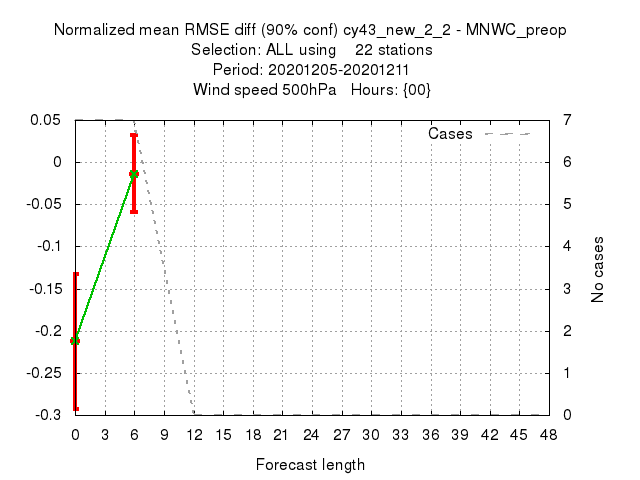 Normalized mean RMSE diff (90% conf) cy43_new_2_2 - MNWC_preop
Selection: ALL using 22 stations
Period: 20201205-20201211
Wind speed 500hPa Hours: {00}
0.05
0
-0.05
-0.1
-0.15
-0.2
-0.25
-0.3
Cases
7
6
5
4
3
2
1
0
No cases
0 3 6 9 12 15 18 21 24 27 30 33 36 39 42 45 48
Forecast length